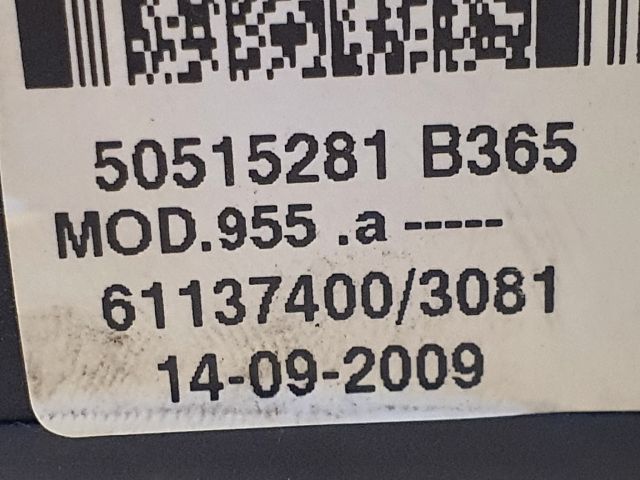 50515281 B365
MOD.955 .a -----
61137400/3081
14-09-2009